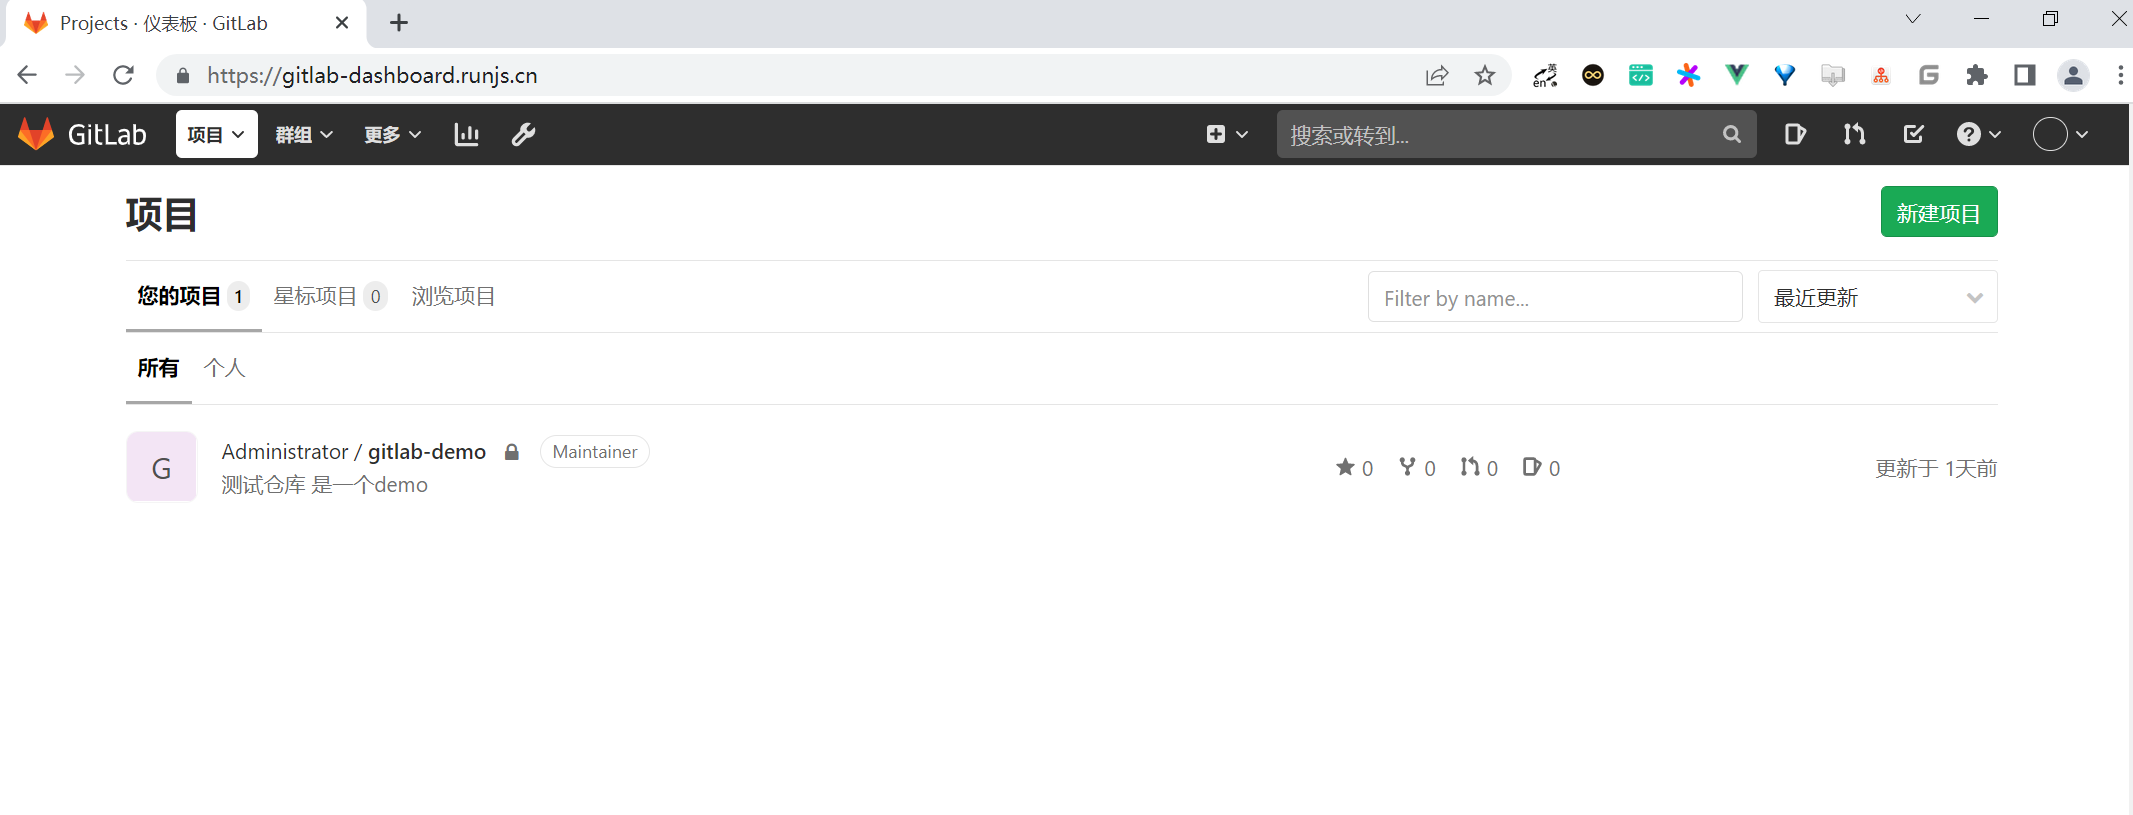 Projects · 仪表板 · GitLab
https://gitlab-dashboard.runjs.cn
英
en
GitLab 项目 群组 更多 搜索或转到...
项目 新建项目
您的项目 1 星标项目 0 浏览项目 Filter by name... 最近更新
所有 个人
G
Administrator / gitlab-demo Maintainer
测试仓库 是一个demo
0 0 0 0 更新于 1天前